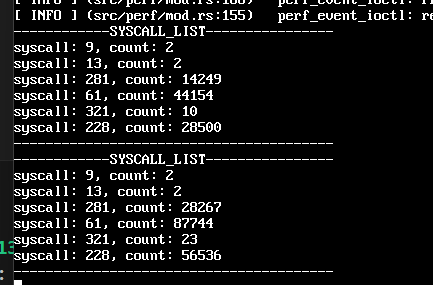 [ INFO ] (src/perf/mod.rs:166)   perf_event_ioctl: 
[ INFO ] (src/perf/mod.rs:155)   perf_event_ioctl: re
------------SYSCALL_LIST----------------
syscall: 9, count: 2
syscall: 13, count: 2
syscall: 281, count: 14249
syscall: 61, count: 44154
syscall: 321, count: 10
syscall: 228, count: 28500
----------------------------------------
------------SYSCALL_LIST----------------
syscall: 9, count: 2
syscall: 13, count: 2
syscall: 281, count: 28267
syscall: 61, count: 87744
syscall: 321, count: 23
13
syscall: 228, count: 56536
:
----------------------------------------